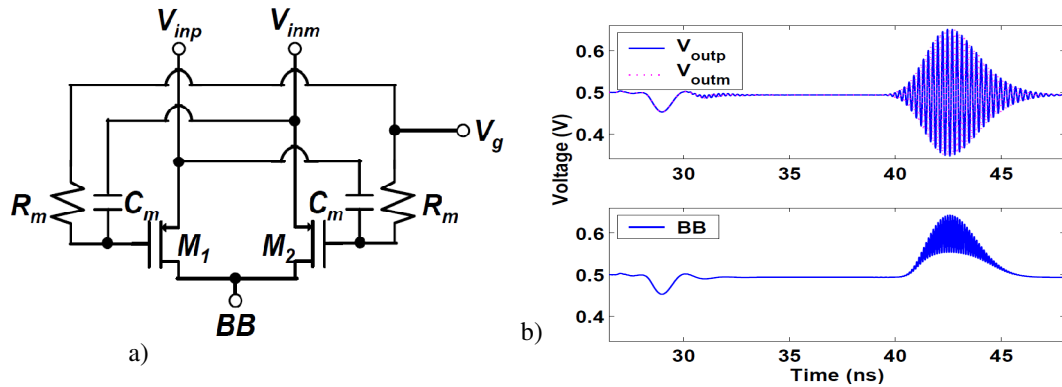 V_inp V_inm
V_g
R_m C_m C_m R_m
M_1 M_2
BB
a)
b)
Voltage (V)
V_outp
V_outm
0.6
0.5
0.4
30 35 40 45
BB
0.6
0.5
0.4
30 35 40 45
Time (ns)